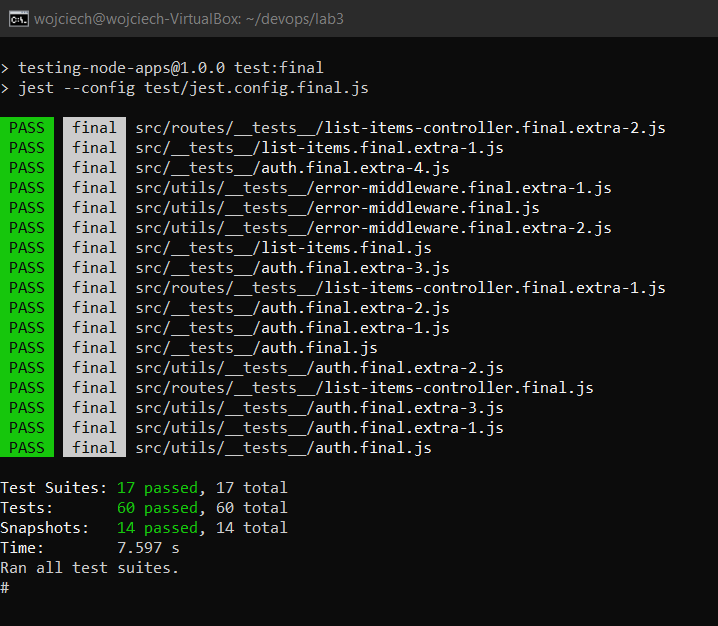 wojciech@wojciech-VirtualBox: ~/devops/lab3
> testing-node-apps@1.0.0 test:final
> jest --config test/jest.config.final.js
PASS final src/routes/__tests__/list-items-controller.final.extra-2.js
PASS final src/__tests__/list-items.final.extra-1.js
PASS final src/__tests__/auth.final.extra-4.js
PASS final src/utils/__tests__/error-middleware.final.extra-1.js
PASS final src/utils/__tests__/error-middleware.final.js
PASS final src/utils/__tests__/error-middleware.final.extra-2.js
PASS final src/__tests__/list-items.final.js
PASS final src/__tests__/auth.final.extra-3.js
PASS final src/routes/__tests__/list-items-controller.final.extra-1.js
PASS final src/__tests__/auth.final.extra-2.js
PASS final src/__tests__/auth.final.extra-1.js
PASS final src/__tests__/auth.final.js
PASS final src/utils/__tests__/auth.final.extra-2.js
PASS final src/routes/__tests__/list-items-controller.final.js
PASS final src/utils/__tests__/auth.final.extra-3.js
PASS final src/utils/__tests__/auth.final.extra-1.js
PASS final src/utils/__tests__/auth.final.js
Test Suites: 17 passed, 17 total
Tests: 60 passed, 60 total
Snapshots: 14 passed, 14 total
Time: 7.597 s
Ran all test suites.
#